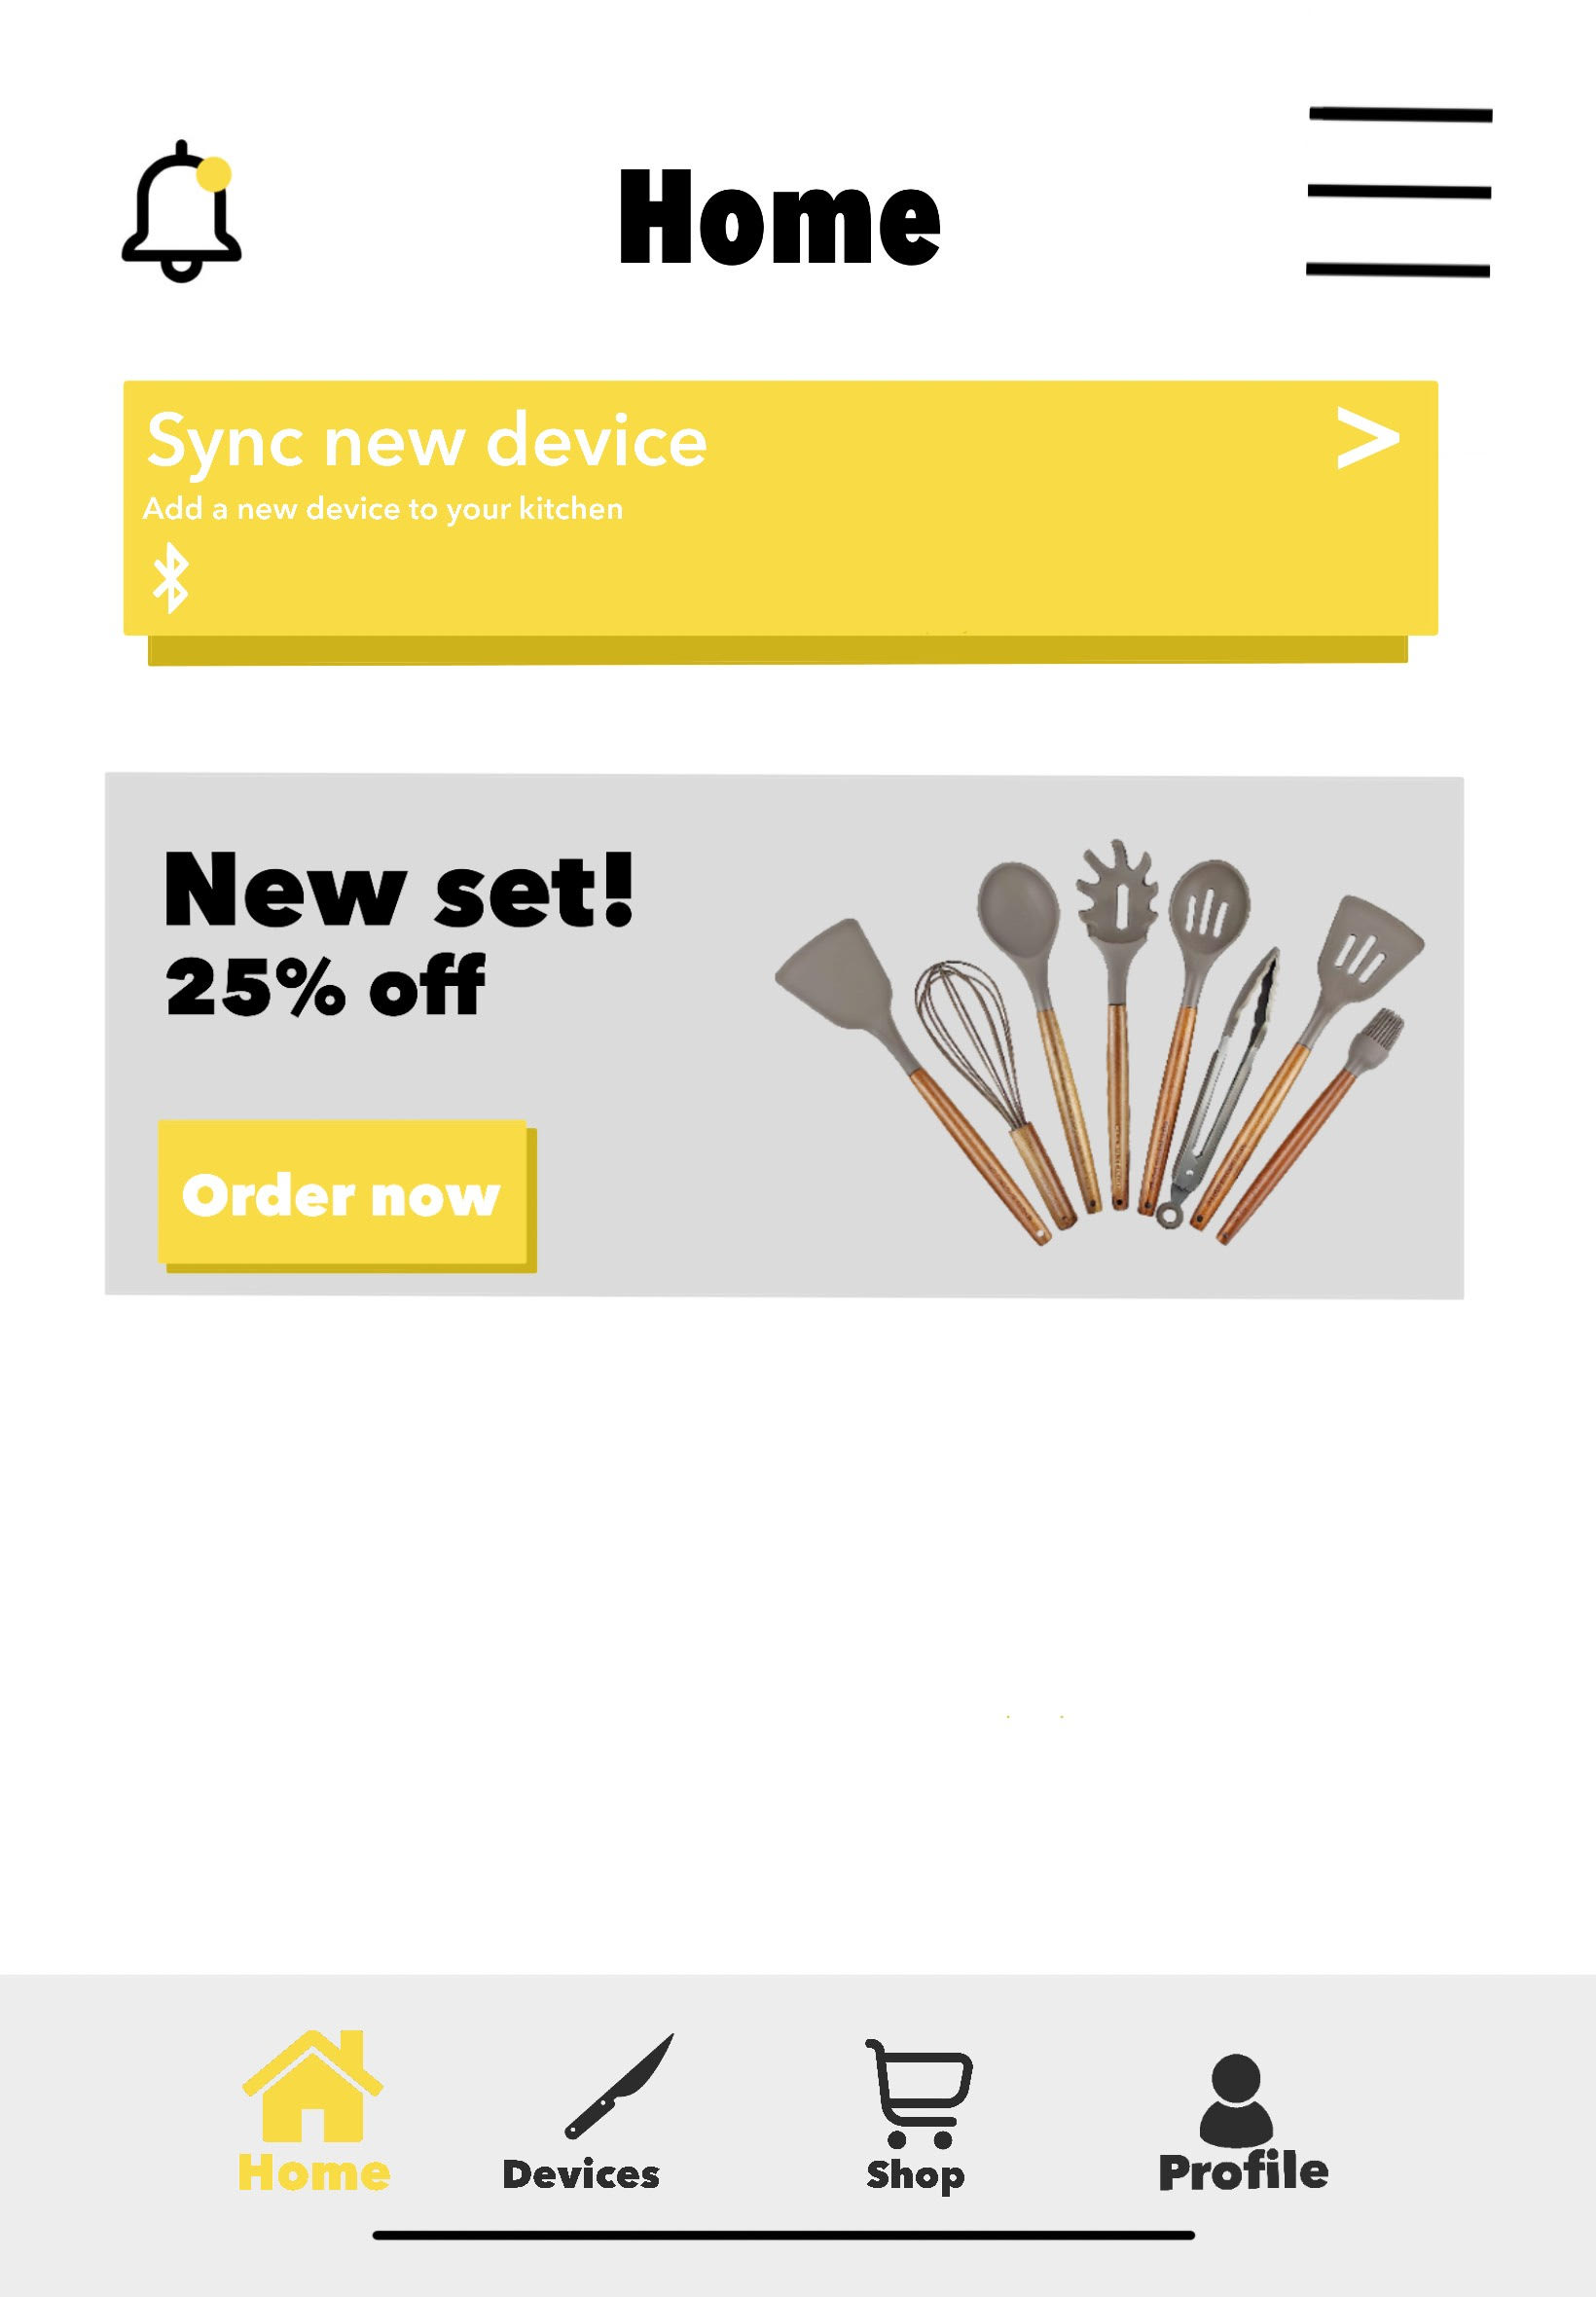 Home
Sync new device >
Add a new device to your kitchen
New set!
25% off
Order now
Home Devices Shop Profile